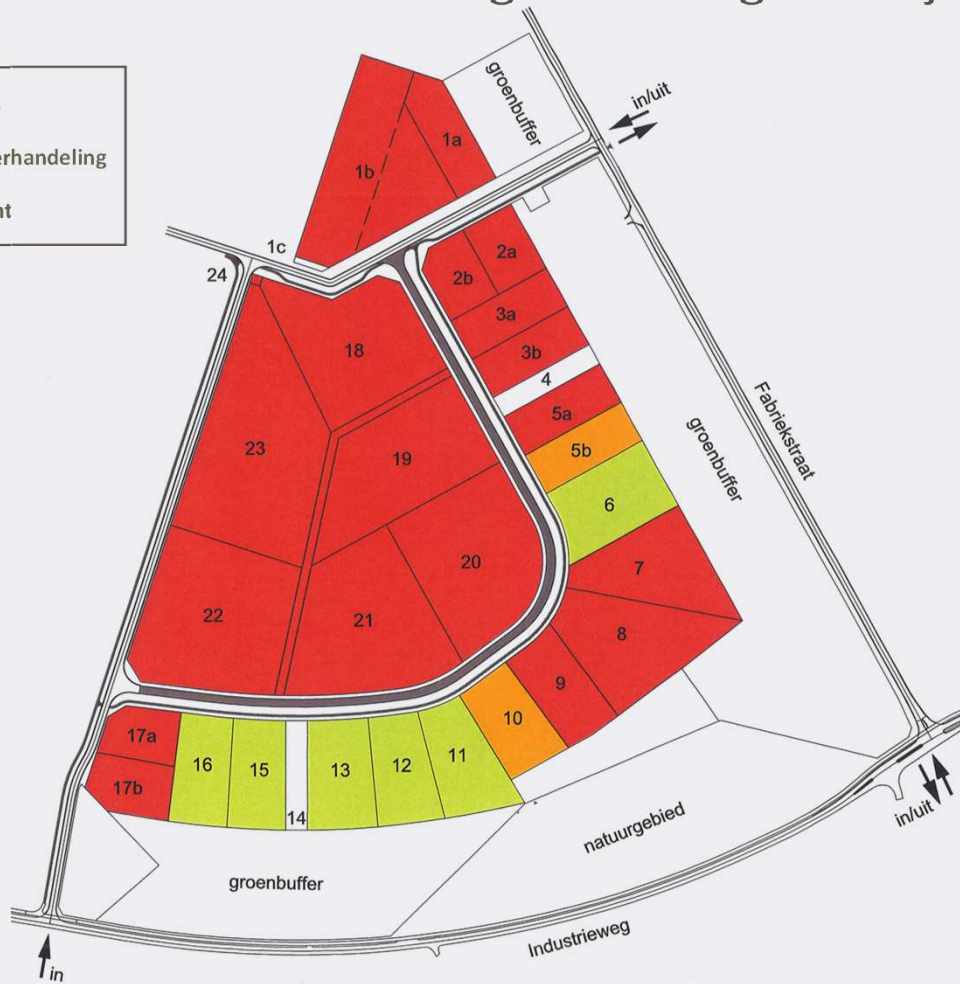 groenbuffer
in/uit
1a
erhandeling
1b
nt
1c
2a
24
2b
3a
18
3b
4
Fabriekstraat
5a
groenbuffer
23
5b
19
6
20
7
22
21
8
9
10
17a
16
15
13
12
11
17b
14
natuurgebied
in/uit
groenbuffer
Industrieweg
in